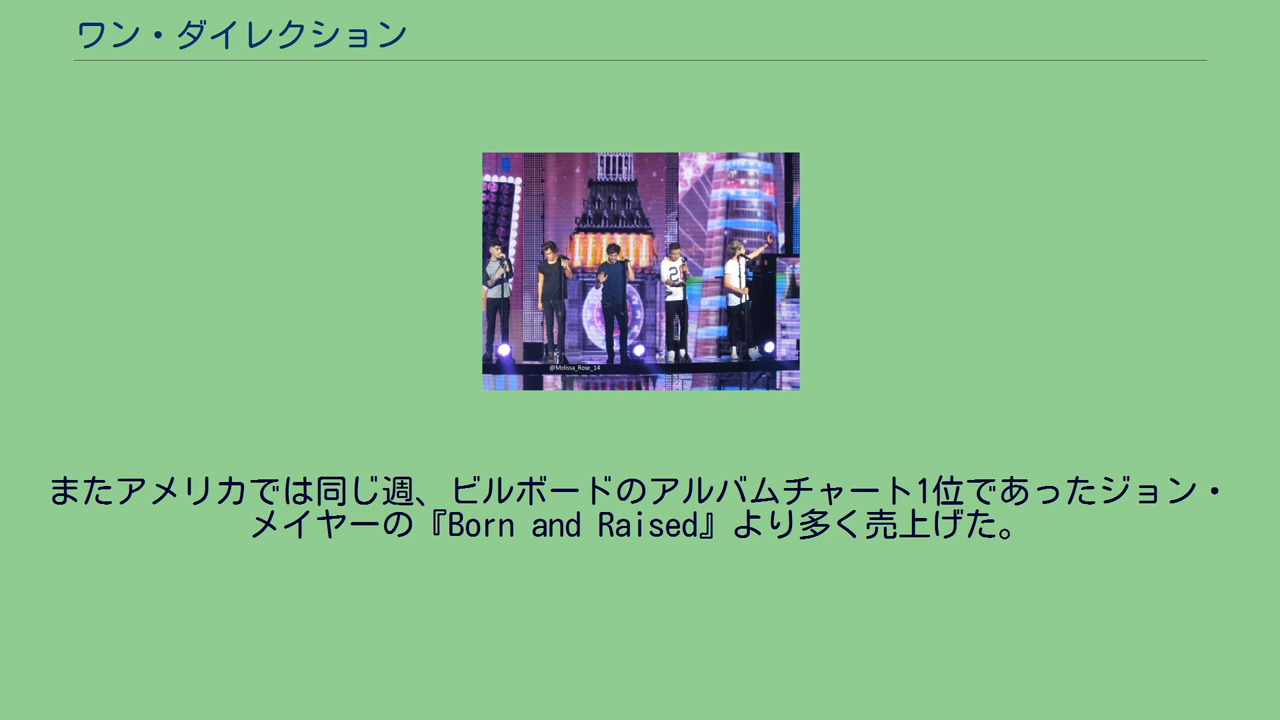 ワン・ダイレクション
@Melissa_Rose_14
またアメリカでは同じ週、ビルボードのアルバムチャート1位であったジョン・
メイヤーの『Born and Raised』より多く売上げた。